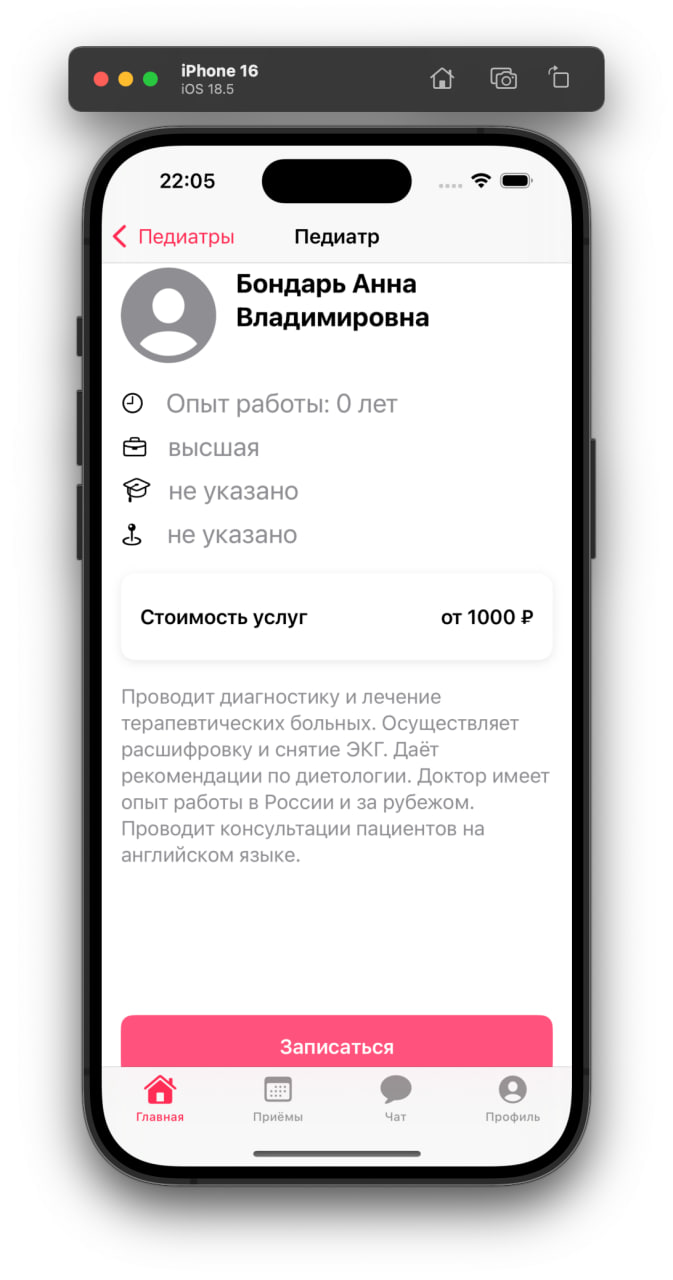 iPhone 16
iOS 18.5
22:05
Педиатры
Педиатр
Бондарь Анна
Владимировна
Опыт работы: 0 лет
высшая
не указано
не указано
Стоимость услуг
от 1000 ₽
Проводит диагностику и лечение
терапевтических больных. Осуществляет
расшифровку и снятие ЭКГ. Даёт
рекомендации по диетологии. Доктор имеет
опыт работы в России и за рубежом.
Проводит консультации пациентов на
английском языке.
Записаться
Главная
Приёмы
Чат
Профиль